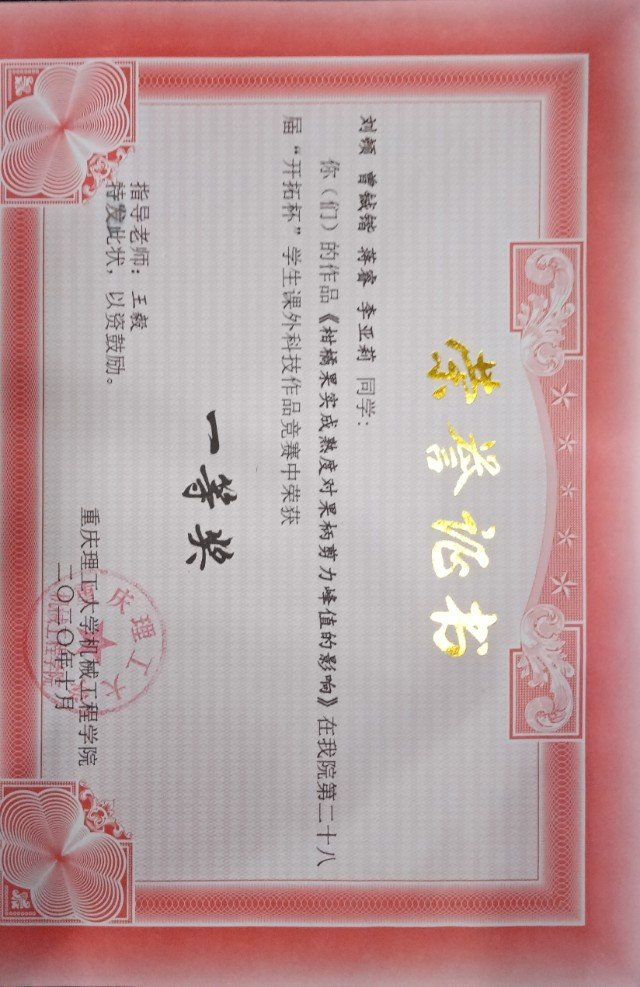 荣誉证书
刘顿 曾铖锴 蒋睿 李亚莉 同学：
你（们）的作品《柑橘果实成熟度对果柄剪力峰值的影响》在我院第二十八
届“开拓杯”学生课外科技作品竞赛中荣获
一等奖
指导老师：王毅
特发此状，以资鼓励。
重庆理工大学机械工程学院
二〇二〇年十月